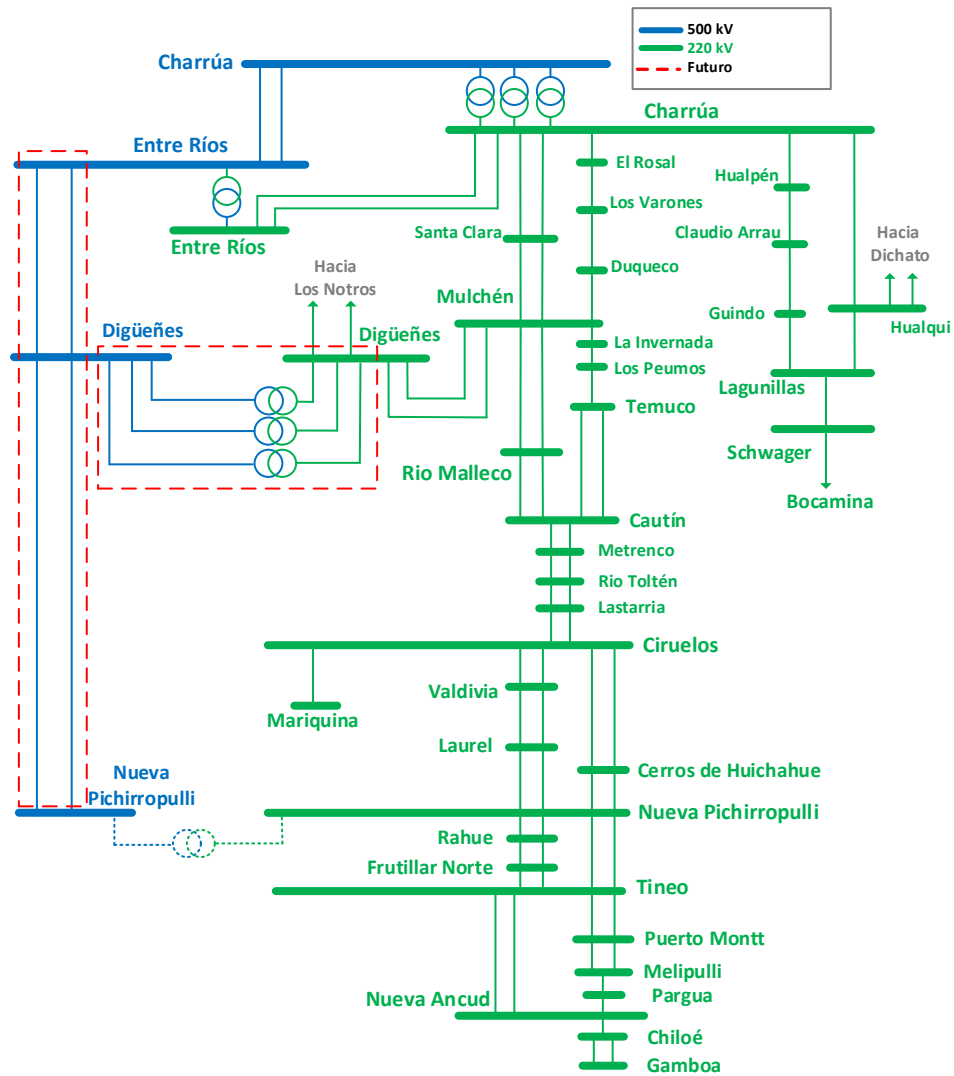 500 kV
220 kV
Futuro
Charrúa
Charrúa
Entre Ríos
El Rosal
Hualpén
Los Varones
Santa Clara
Claudio Arrau
Hacia
Dichato
Entre Ríos
Hacia
Los Notros
Duqueco
Mulchén
Guindo
Hualqui
Digüeñes
Digüeñes
La Invernada
Los Peumos
Lagunillas
Temuco
Schwager
Rio Malleco
Bocamina
Cautín
Metrenco
Rio Toltén
Lastarria
Ciruelos
Valdivia
Mariquina
Laurel
Cerros de Huichahue
Nueva
Pichirropulli
Nueva Pichirropulli
Rahue
Frutillar Norte
Tineo
Puerto Montt
Melipulli
Pargua
Nueva Ancud
Chiloé
Gamboa